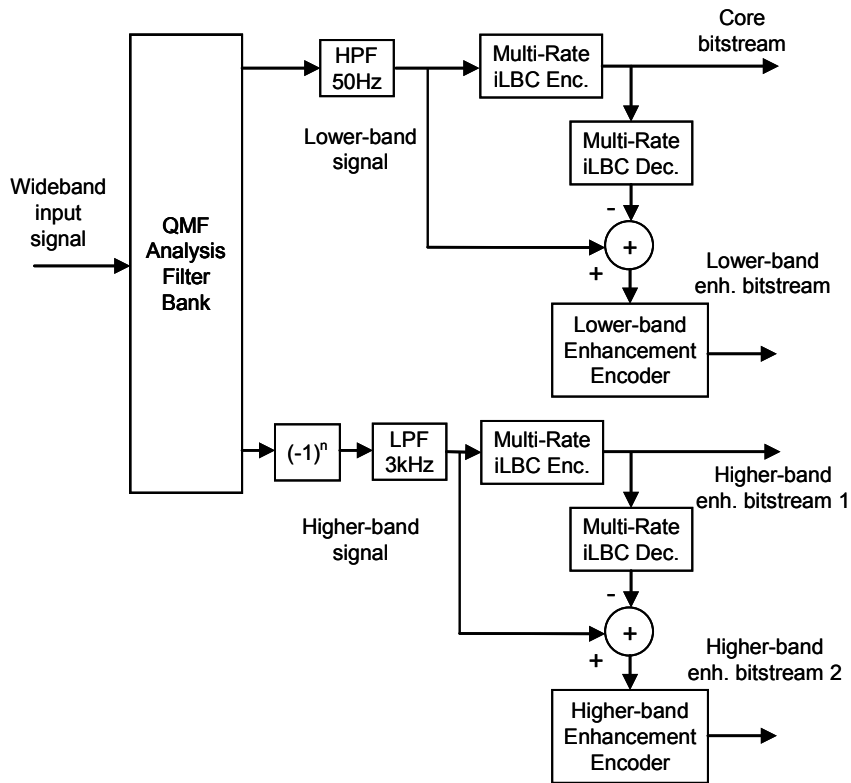 Wideband
input
signal
QMF
Analysis
Filter
Bank
HPF
50Hz
Lower-band
signal
Multi-Rate
iLBC Enc.
Core
bitstream
Multi-Rate
iLBC Dec.
-
+
+
Lower-band
enh. bitstream
Lower-band
Enhancement
Encoder
(-1)ⁿ
LPF
3kHz
Higher-band
signal
Multi-Rate
iLBC Enc.
Higher-band
enh. bitstream 1
Multi-Rate
iLBC Dec.
-
+
+
Higher-band
enh. bitstream 2
Higher-band
Enhancement
Encoder